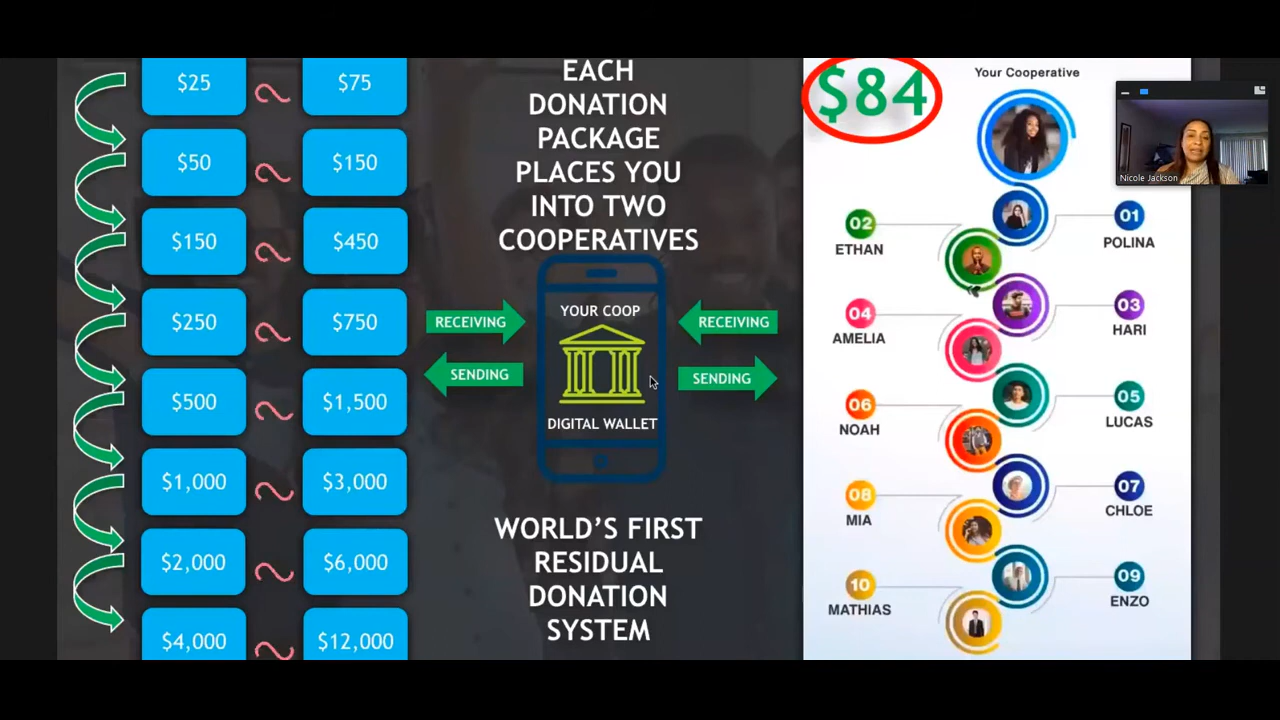 $25
$75
$50
$150
$150
$450
$250
$750
$500
$1,500
$1,000
$3,000
$2,000
$6,000
$4,000
$12,000
EACH
DONATION
PACKAGE
PLACES YOU
INTO TWO
COOPERATIVES
RECEIVING
SENDING
YOUR COOP
DIGITAL WALLET
RECEIVING
SENDING
WORLD'S FIRST
RESIDUAL
DONATION
SYSTEM
$84
Your Cooperative
Nicole Jackson
01
POLINA
02
ETHAN
03
HARI
04
AMELIA
05
LUCAS
06
NOAH
07
CHLOE
08
MIA
09
ENZO
10
MATHIAS